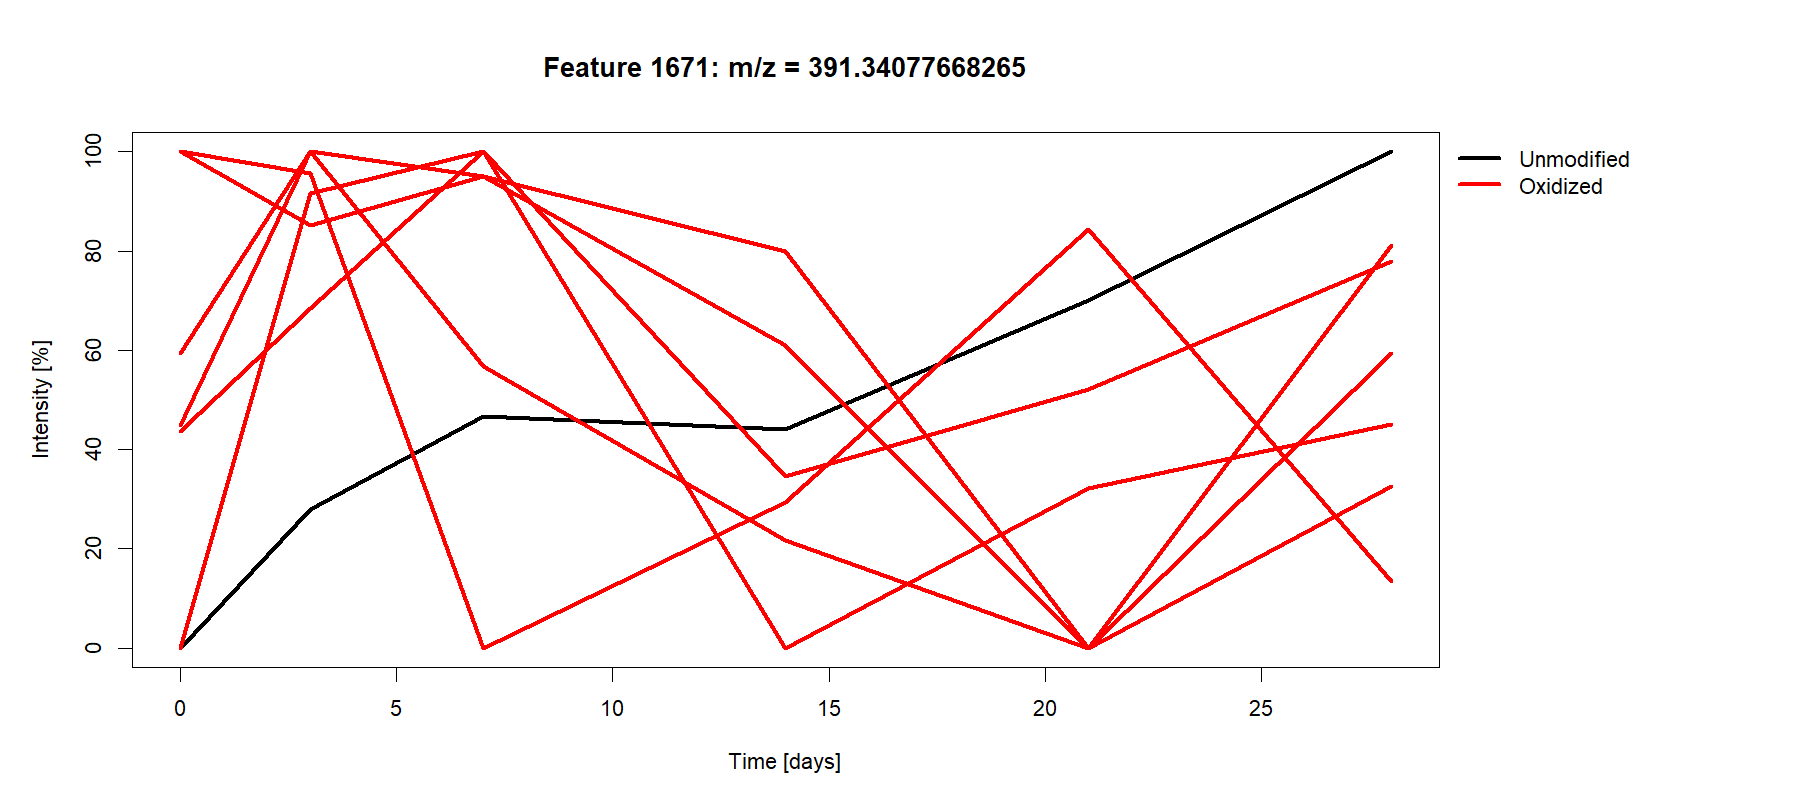 Feature 1671: m/z = 391.34077668265
Unmodified
Oxidized
Intensity [%]
100
80
60
40
20
0
0 5 10 15 20 25
Time [days]